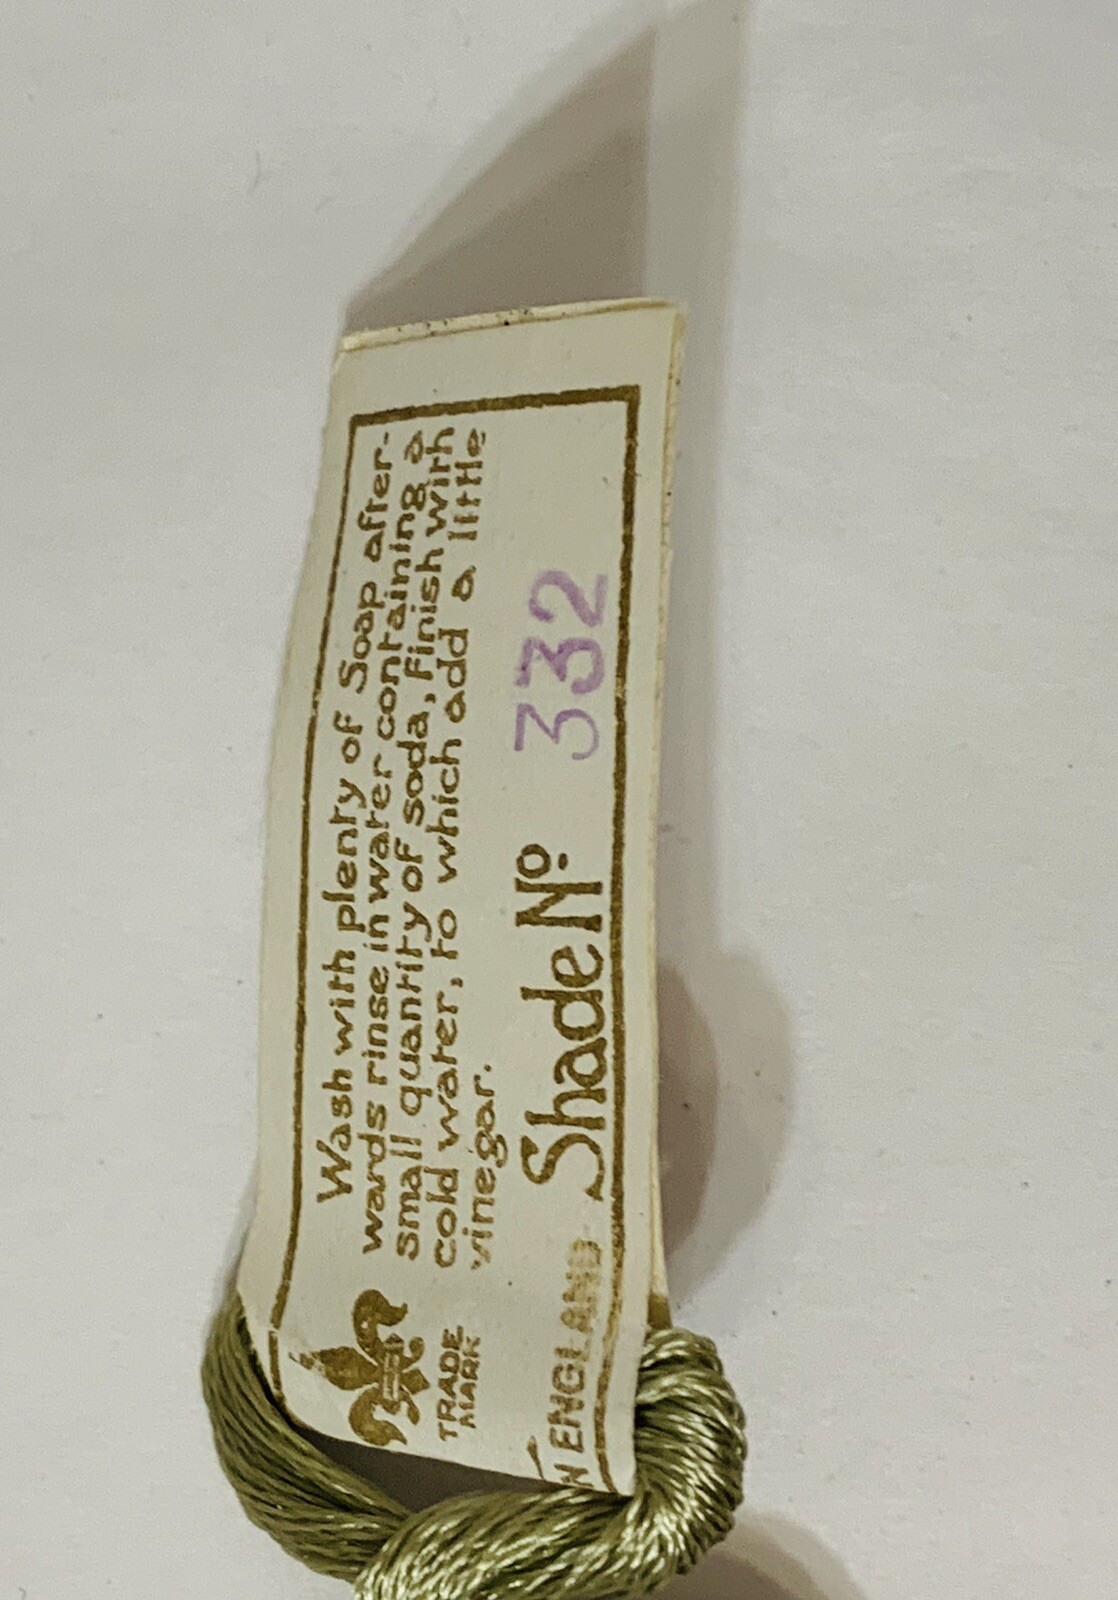 Wash with plenty of Soap after-
wards rinse in water containing a
small quantity of soda, Finish with
cold water, to which add a little
vinegar.
TRADE
MARK
Shade Nº 332
N ENGLAND